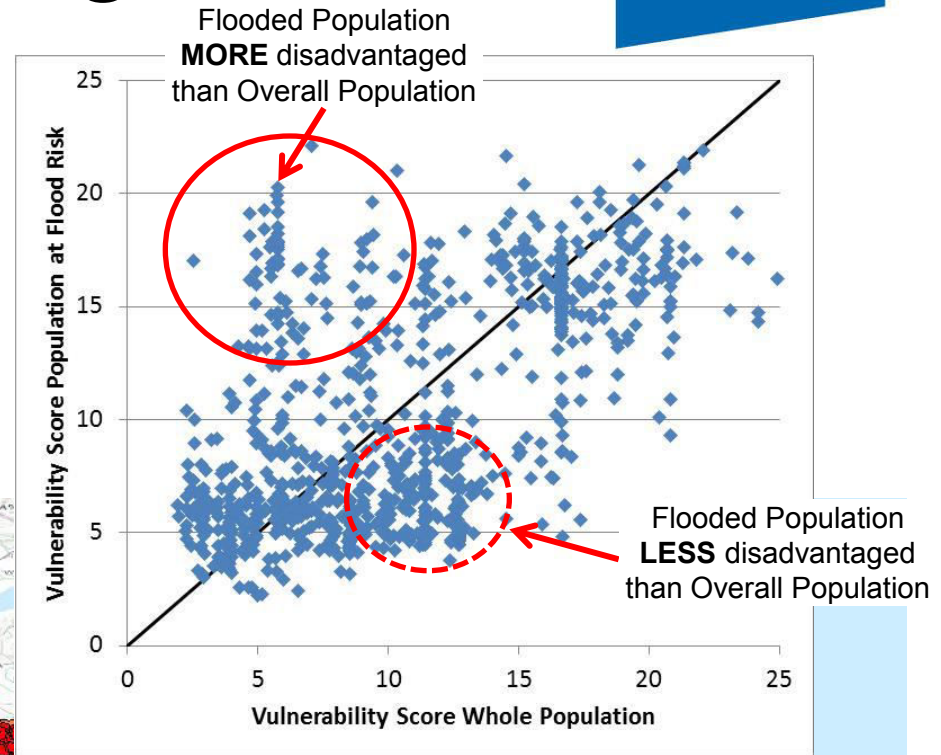 Flooded Population
MORE disadvantaged
than Overall Population
25
20
15
10
5
0
Vulnerability Score Population at Flood Risk
Flooded Population
LESS disadvantaged
than Overall Population
0 5 10 15 20 25
Vulnerability Score Whole Population